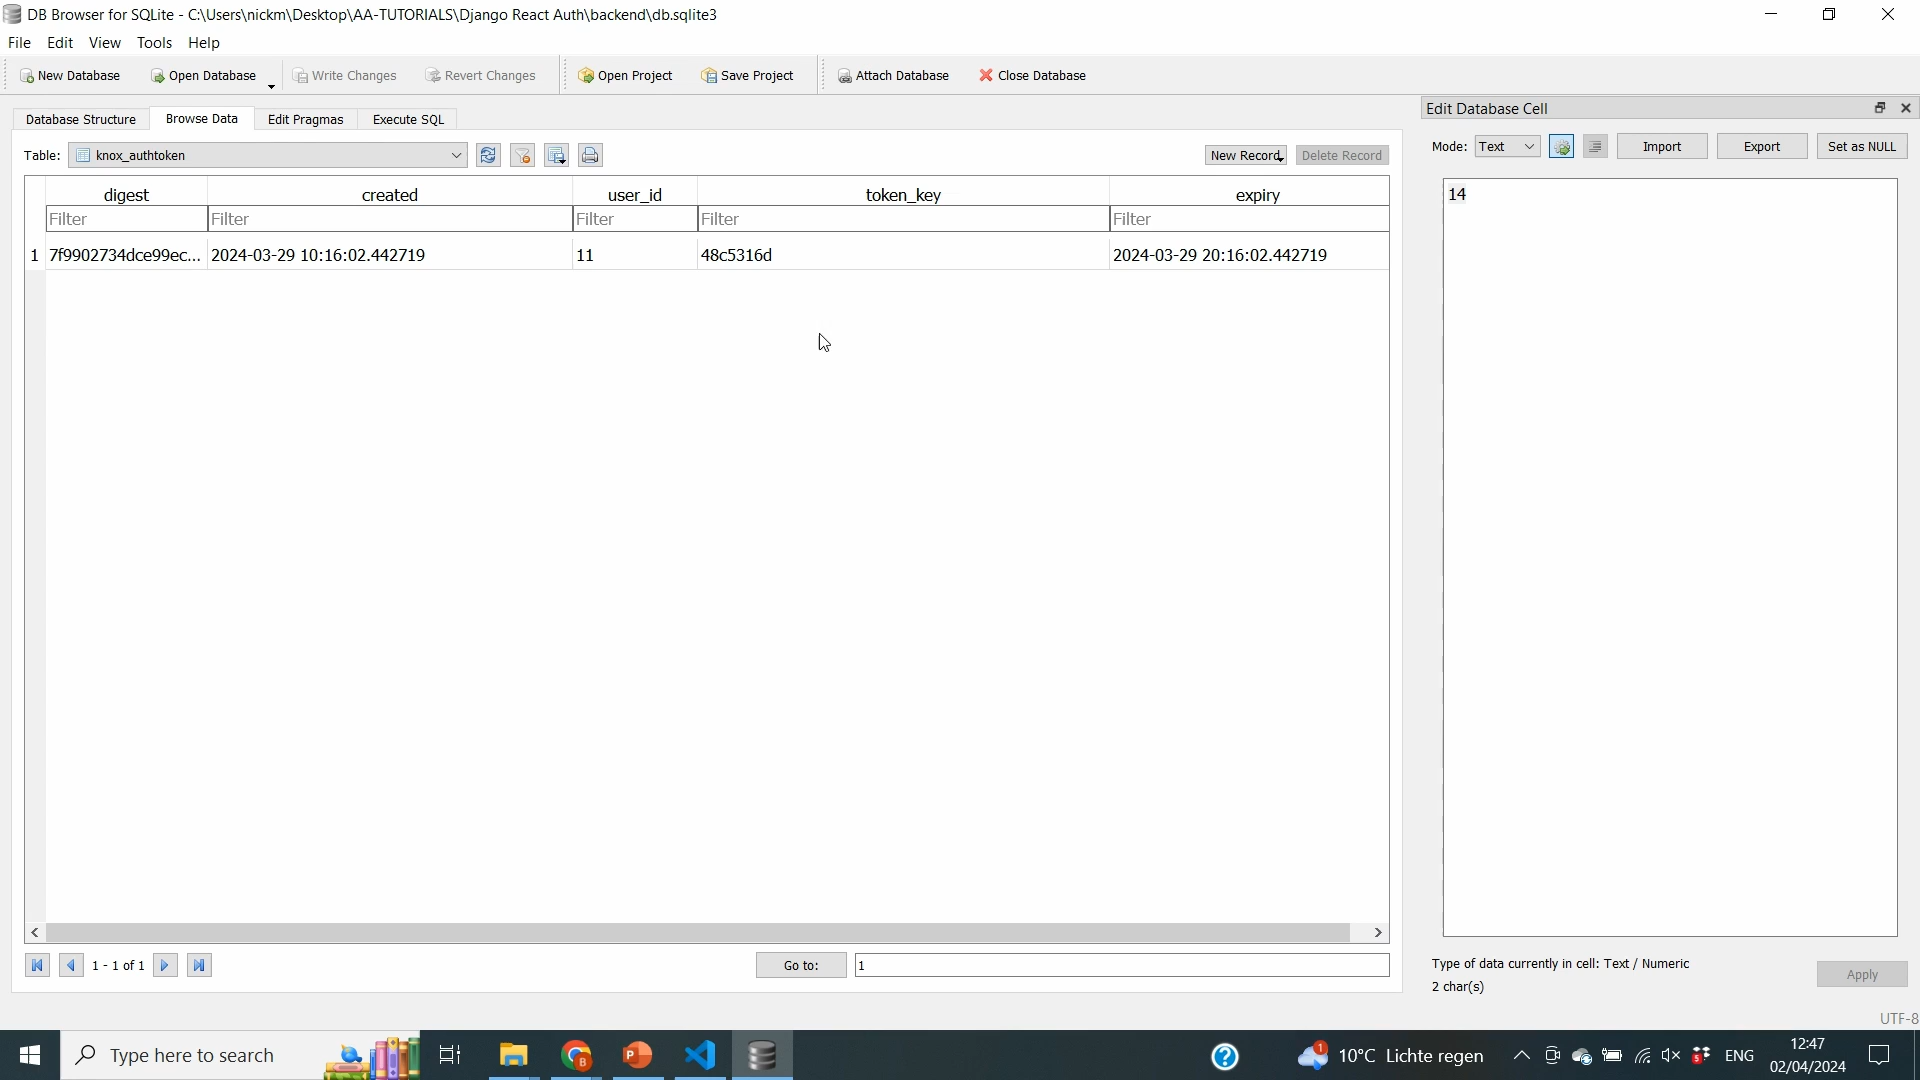 DB Browser for SQLite - C:\Users\nickm\Desktop\AA-TUTORIALS\Django React Auth\backend\db.sqlite3
File Edit View Tools Help
New Database Open Database Write Changes Revert Changes Open Project Save Project Attach Database Close Database
Database Structure Browse Data Edit Pragmas Execute SQL
Edit Database Cell
Table: knox_authtoken New Record Delete Record
Mode: Text Import Export Set as NULL
digest created user_id token_key expiry
Filter Filter Filter Filter Filter
1 7f9902734dce99ec... 2024-03-29 10:16:02.442719 11 48c5316d 2024-03-29 20:16:02.442719
14
1 - 1 of 1 Go to: 1
Type of data currently in cell: Text / Numeric
2 char(s)
Apply
UTF-8
Type here to search
10°C Lichte regen ENG
12:47
02/04/2024